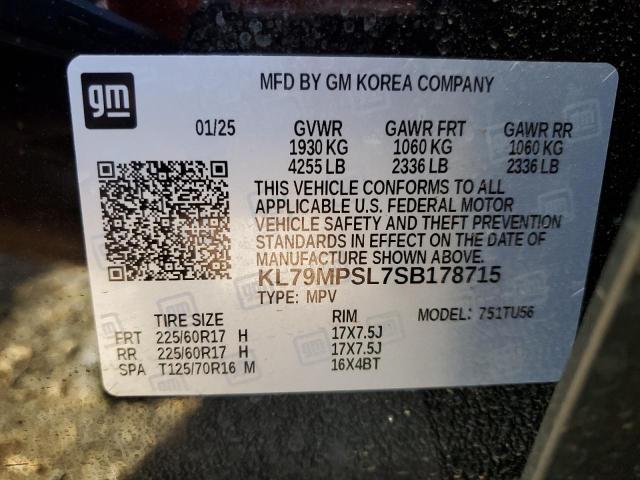 gm
MFD BY GM KOREA COMPANY
01/25 GVWR GAWR FRT GAWR RR
1930 KG 1060 KG 1060 KG
4255 LB 2336 LB 2336 LB
THIS VEHICLE CONFORMS TO ALL
APPLICABLE U.S. FEDERAL MOTOR
VEHICLE SAFETY AND THEFT PREVENTION
STANDARDS IN EFFECT ON THE DATE OF
MANUFACTURE SHOWN ABOVE.
KL79MPSL7SB178715
TYPE: MPV
TIRE SIZE RIM MODEL: 751TU56
FRT 225/60R17 H 17X7.5J
RR 225/60R17 H 17X7.5J
SPA T125/70R16 M 16X4BT